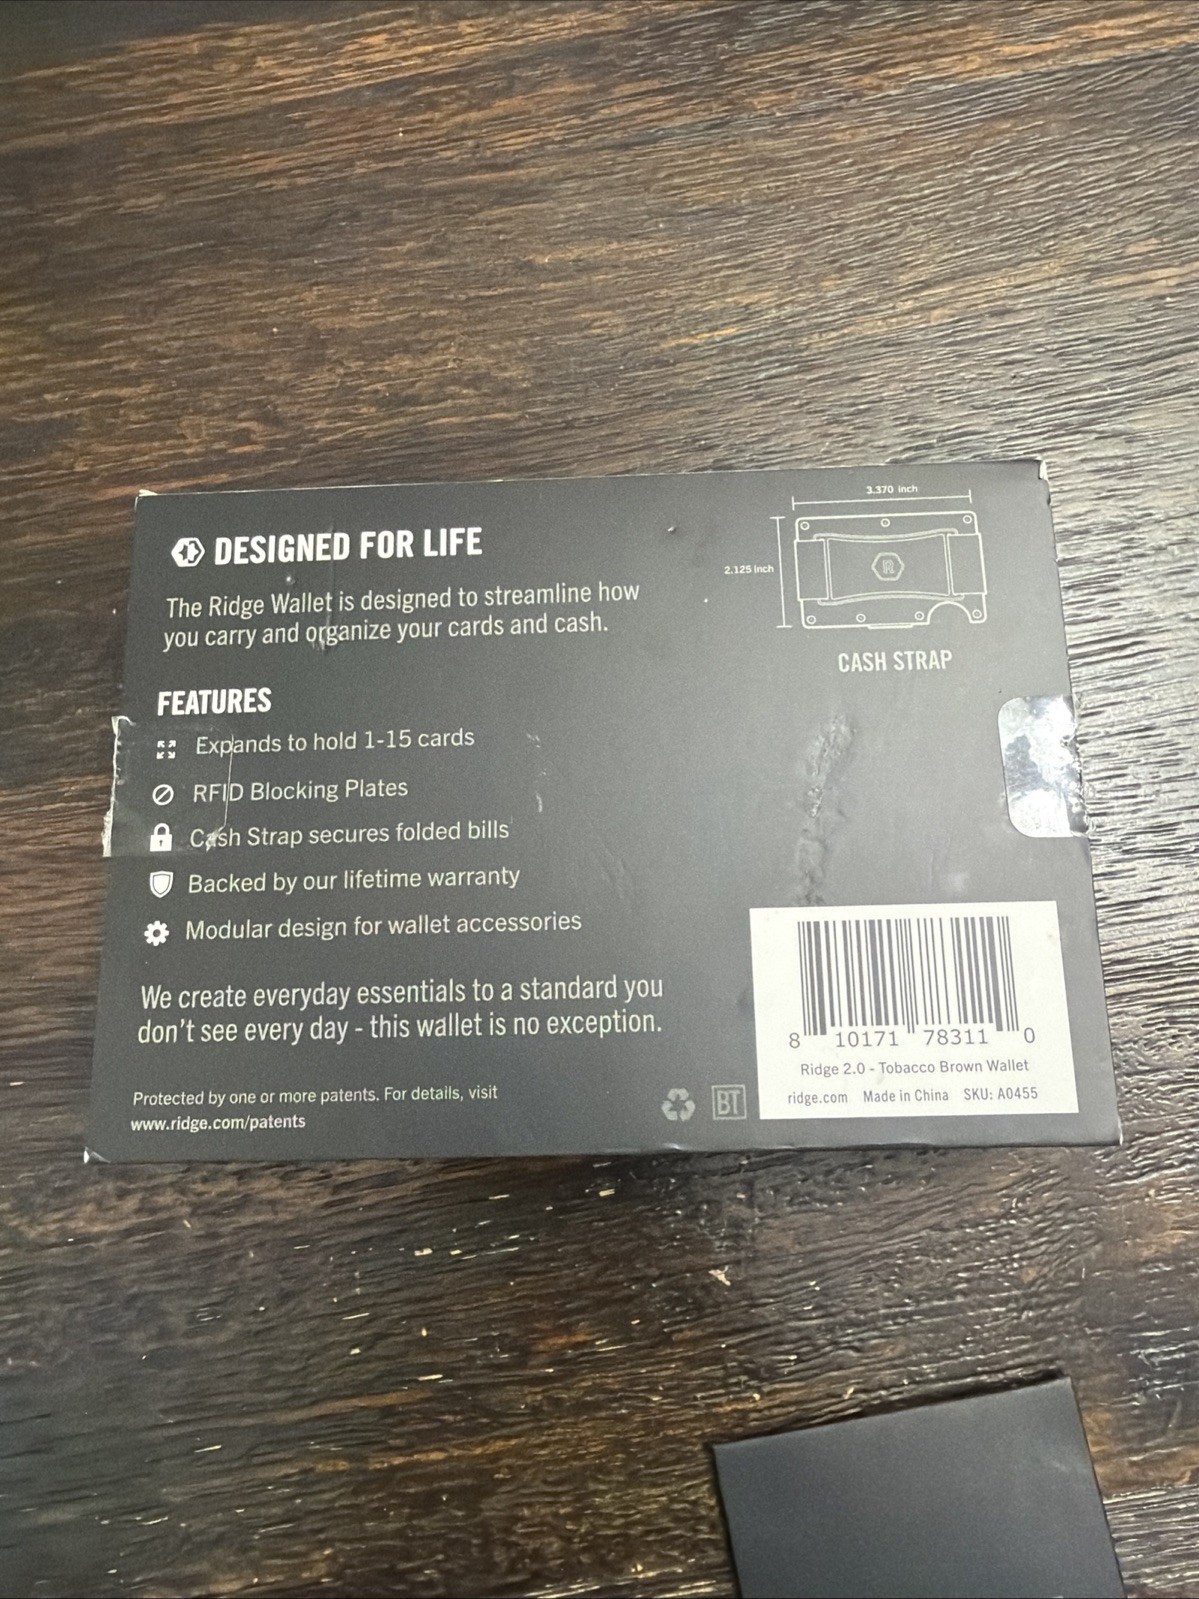 DESIGNED FOR LIFE
The Ridge Wallet is designed to streamline how
you carry and organize your cards and cash.
FEATURES
Expands to hold 1-15 cards
RFID Blocking Plates
Cash Strap secures folded bills
Backed by our lifetime warranty
Modular design for wallet accessories
We create everyday essentials to a standard you
don't see every day - this wallet is no exception.
Protected by one or more patents. For details, visit
www.ridge.com/patents
3.370 inch
2.125 inch
CASH STRAP
BT
8 10171 78311 0
Ridge 2.0 - Tobacco Brown Wallet
ridge.com Made in China SKU: A0455